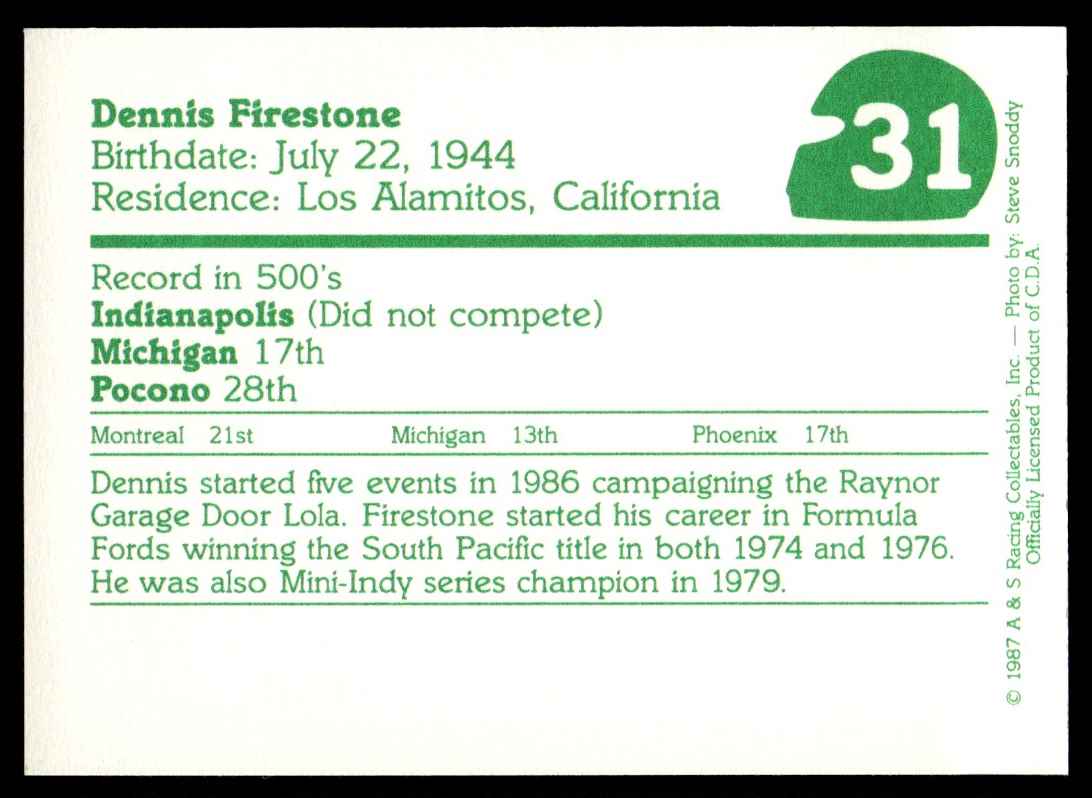 Dennis Firestone
Birthdate: July 22, 1944
Residence: Los Alamitos, California
31
Record in 500's
Indianapolis (Did not compete)
Michigan 17th
Pocono 28th
Montreal 21st Michigan 13th Phoenix 17th
Dennis started five events in 1986 campaigning the Raynor
Garage Door Lola. Firestone started his career in Formula
Fords winning the South Pacific title in both 1974 and 1976.
He was also Mini-Indy series champion in 1979.
© 1987 A & S Racing Collectables, Inc. — Photo by: Steve Snoddy
Officially Licensed Product of C.D.A.